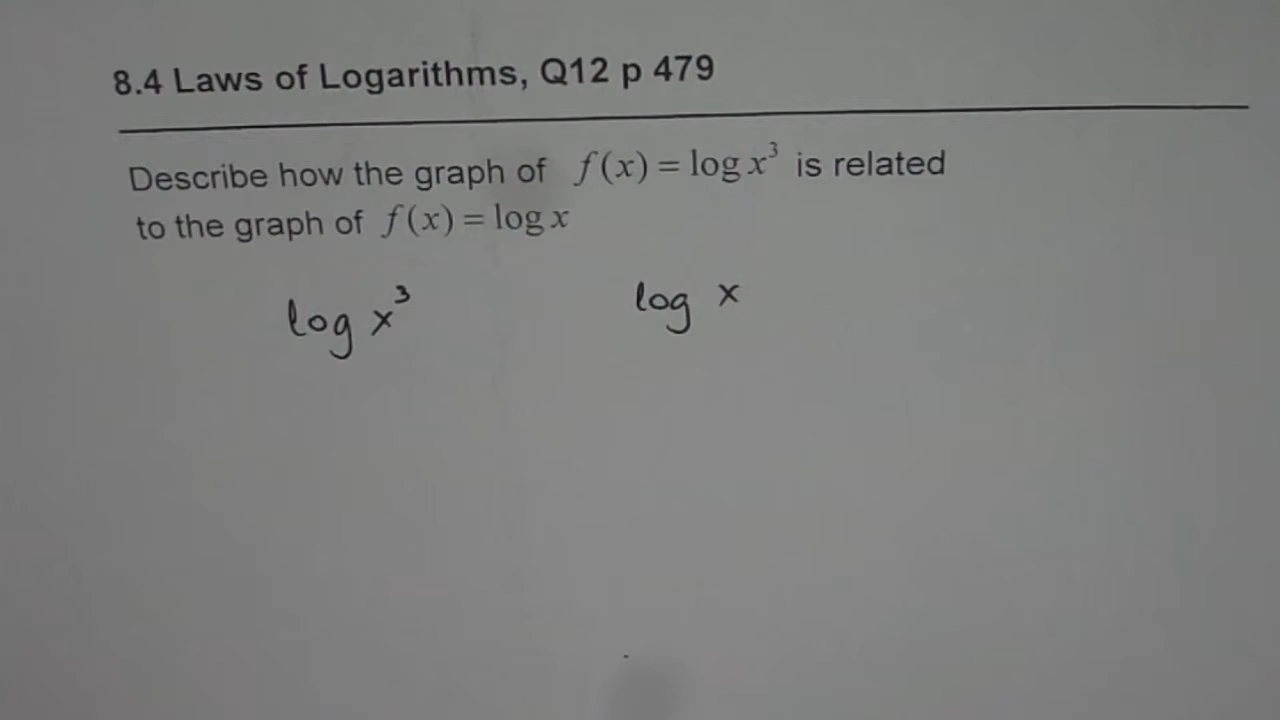 8.4 Laws of Logarithms, Q12 p 479
Describe how the graph of f(x) = log x³ is related
to the graph of f(x) = log x
log x³ log x